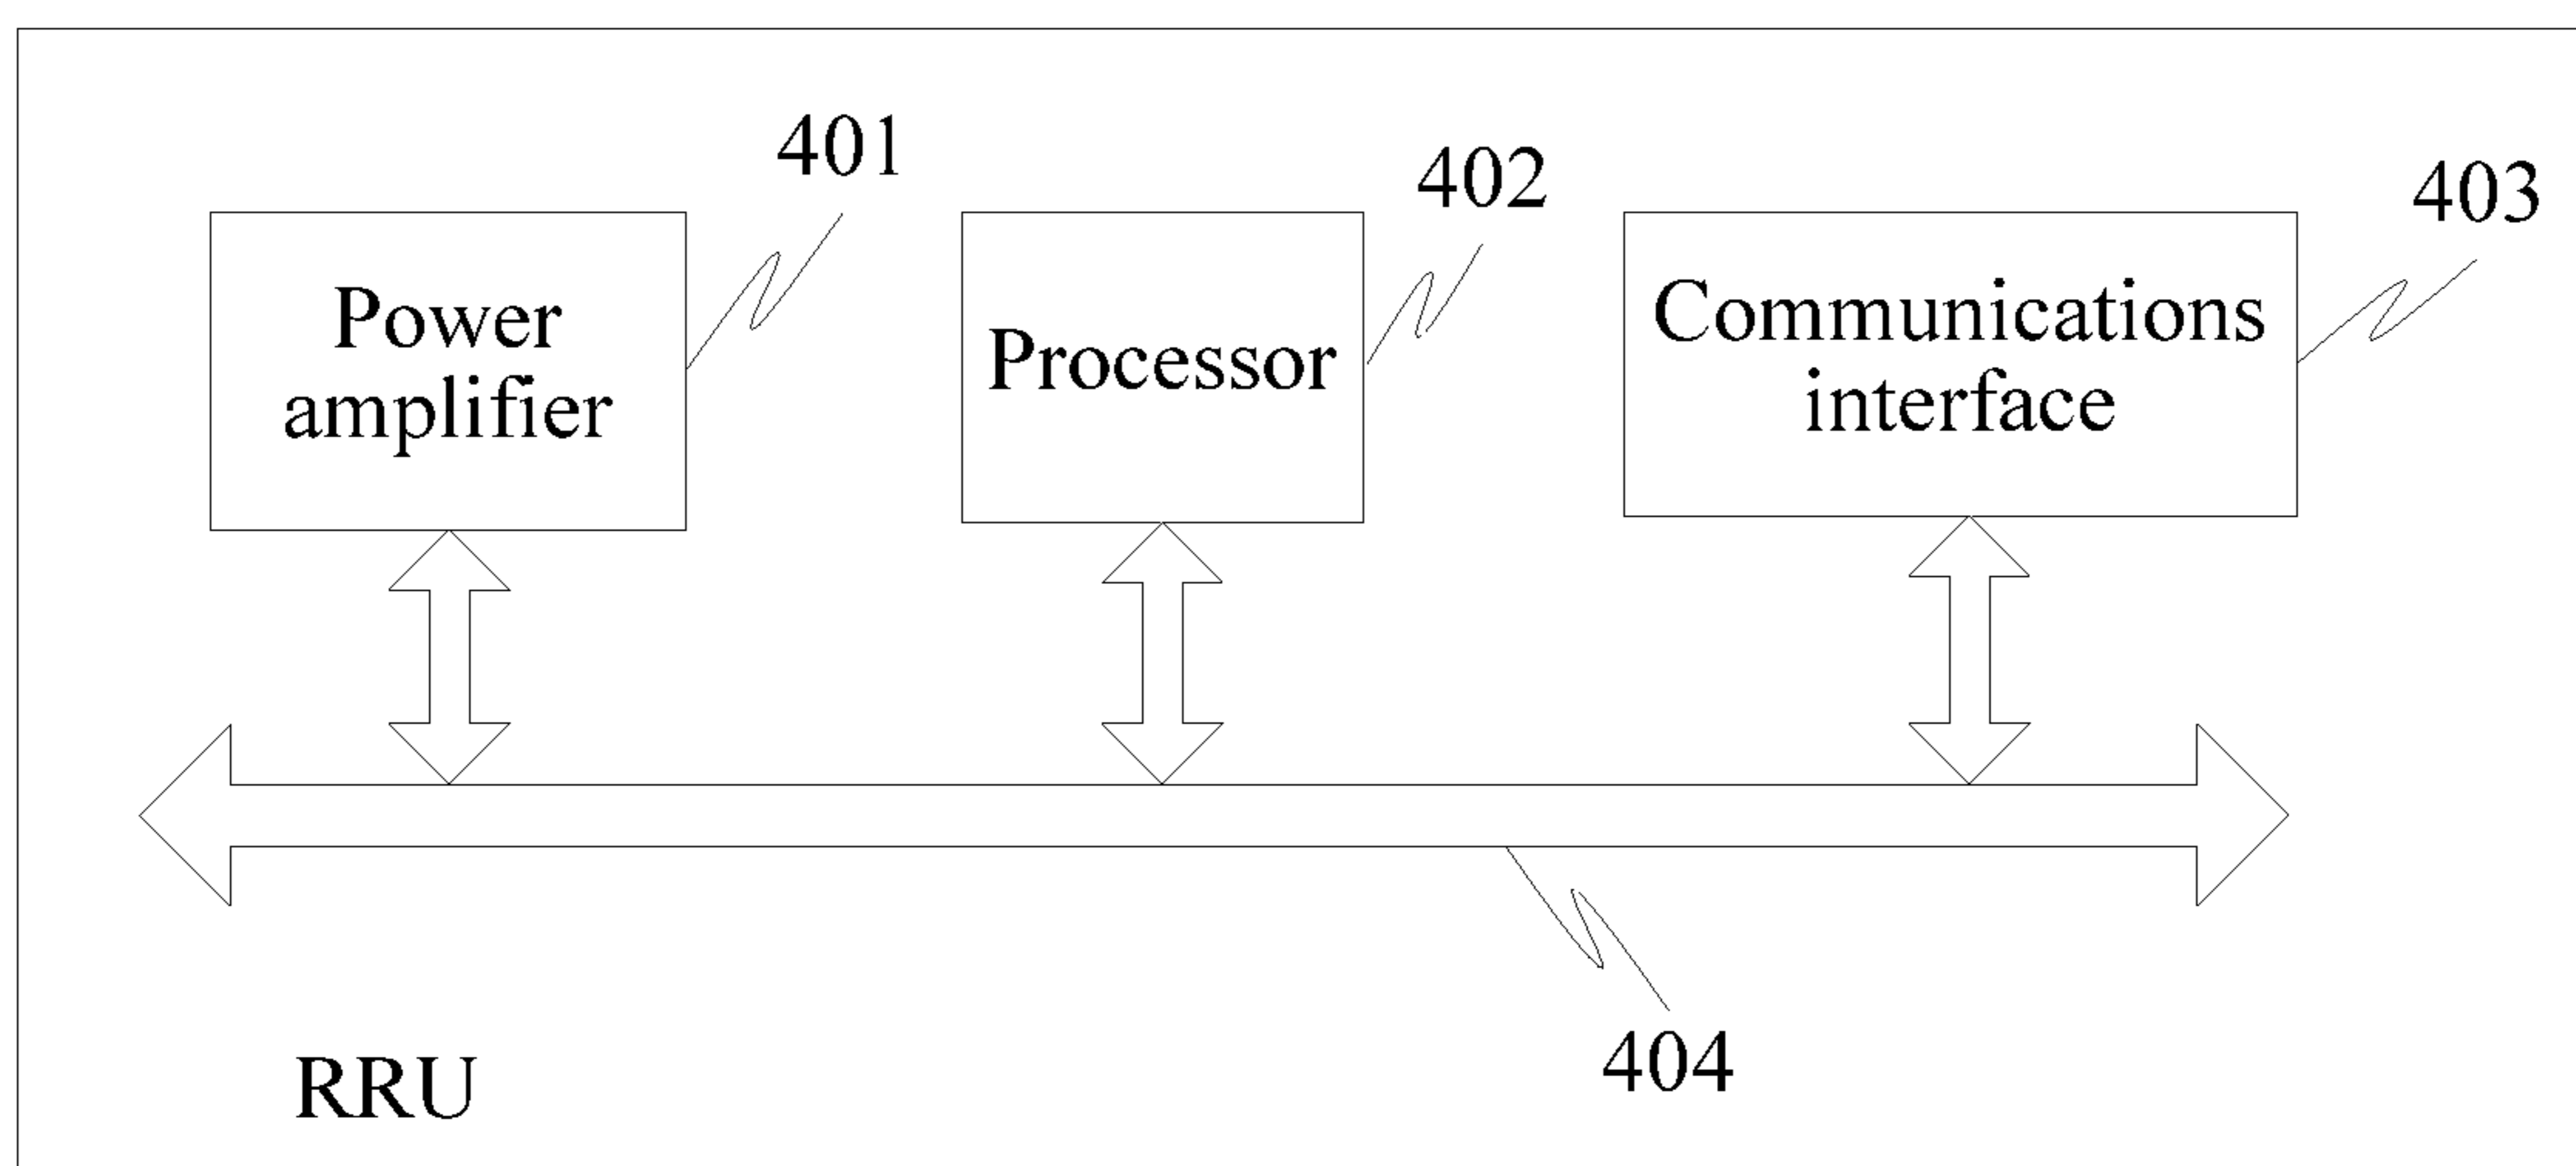 401
402
403
Power
amplifier
Processor
Communications
interface
404
RRU